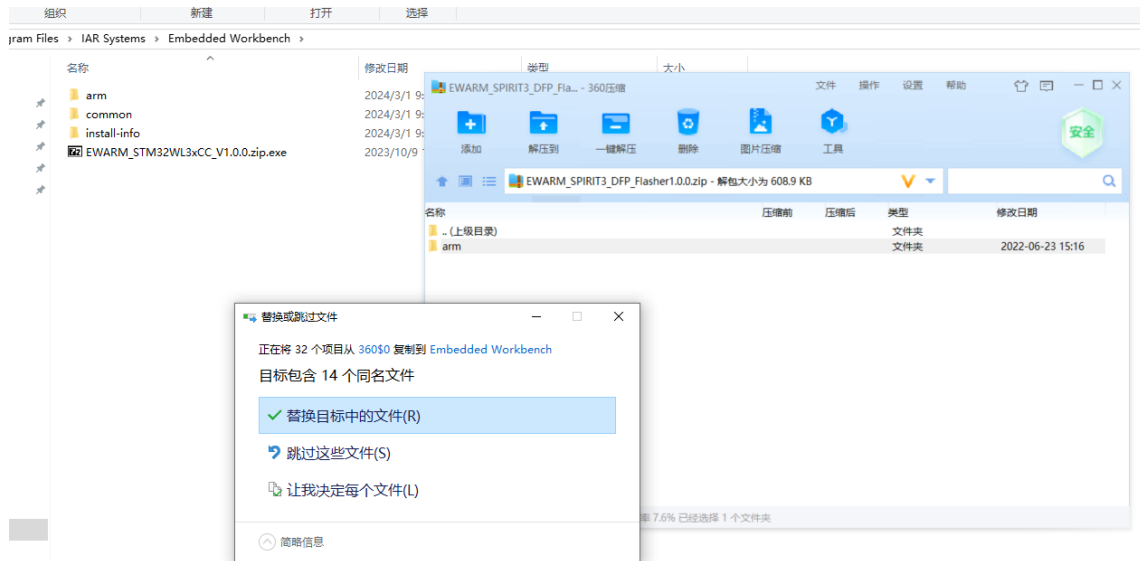 组织 新建 打开 选择
gram Files › IAR Systems › Embedded Workbench ›
名称 修改日期 类型 大小
arm 2024/3/1 9:
common 2024/3/1 9:
install-info 2024/3/1 9:
EWARM_STM32WL3xCC_V1.0.0.zip.exe 2023/10/9
EWARM_SPIRIT3_DFP_Fla... - 360压缩 文件 操作 设置 帮助
添加 解压到 一键解压 删除 图片压缩 工具 安全
EWARM_SPIRIT3_DFP_Flasher1.0.0.zip - 解包大小为 608.9 KB
名称 压缩前 压缩后 类型 修改日期
.. (上级目录) 文件夹
arm 文件夹 2022-06-23 15:16
替换或跳过文件
正在将 32 个项目从 360$0 复制到 Embedded Workbench
目标包含 14 个同名文件
替换目标中的文件(R)
跳过这些文件(S)
让我决定每个文件(L)
简略信息
率 7.6% 已经选择 1 个文件夹